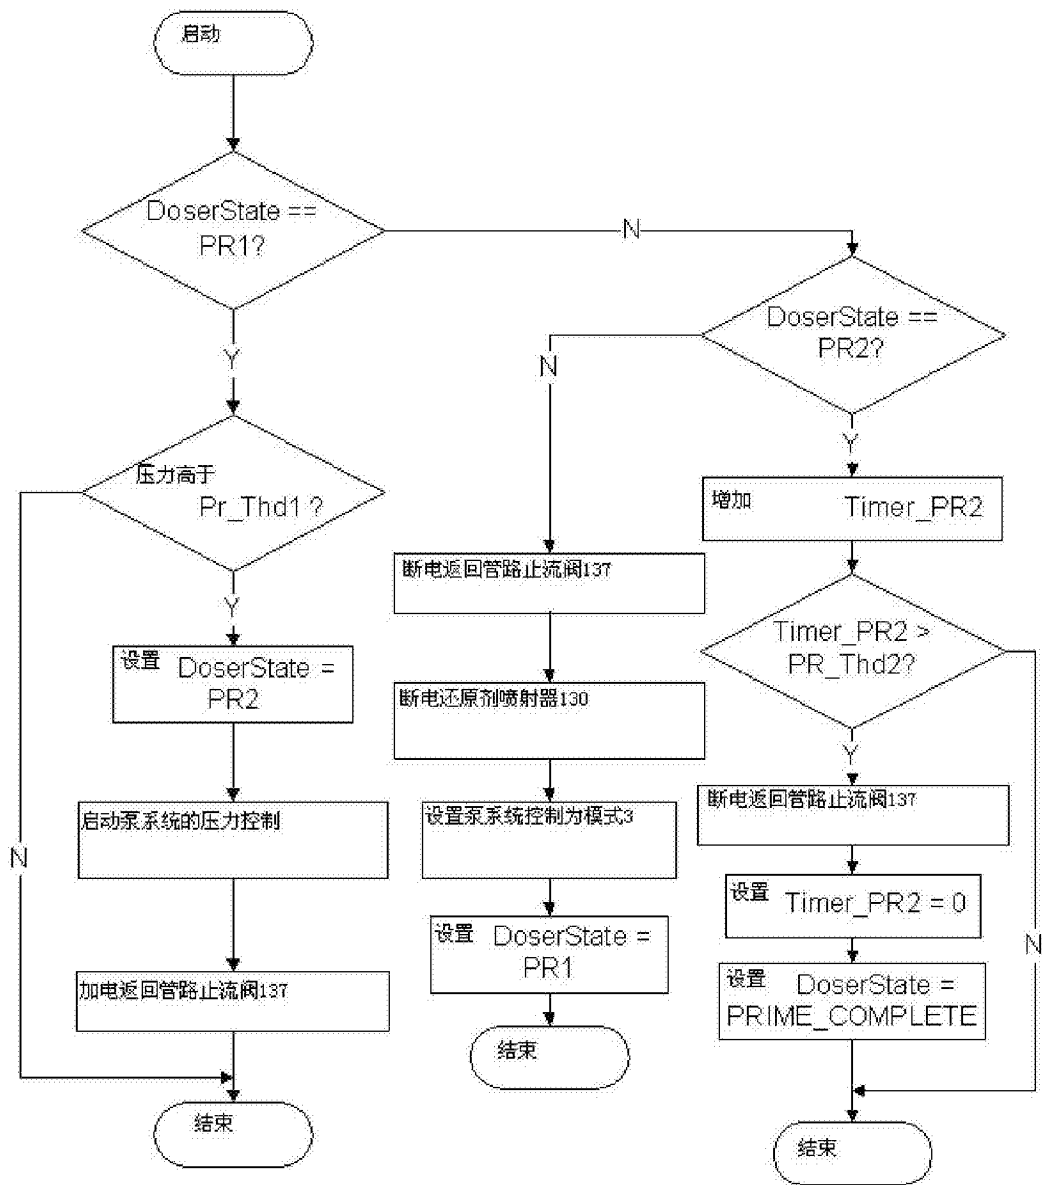 启动
DoserState ==
PR1?
N
DoserState ==
PR2?
Y
压力高于
Pr_Thd1 ?
Y
设置 DoserState =
PR2
启动泵系统的压力控制
加电返回管路止流阀137
N
结束
N
断电返回管路止流阀137
断电还原剂喷射器130
设置泵系统控制为模式3
设置 DoserState =
PR1
结束
Y
增加 Timer_PR2
Timer_PR2 >
PR_Thd2?
Y
断电返回管路止流阀137
设置 Timer_PR2 = 0
设置 DoserState =
PRIME_COMPLETE
N
结束